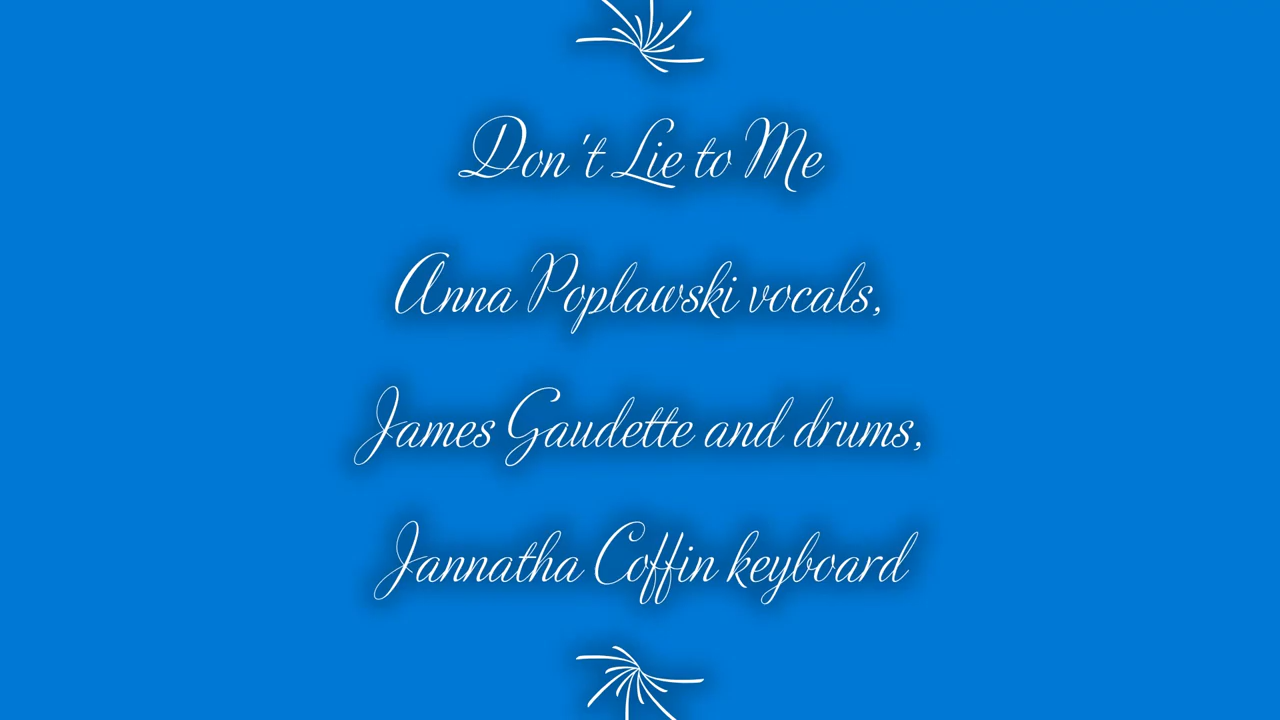 Don't Lie to Me
Anna Poplawski vocals,
James Gaudette and drums,
Jannatha Coffin keyboard